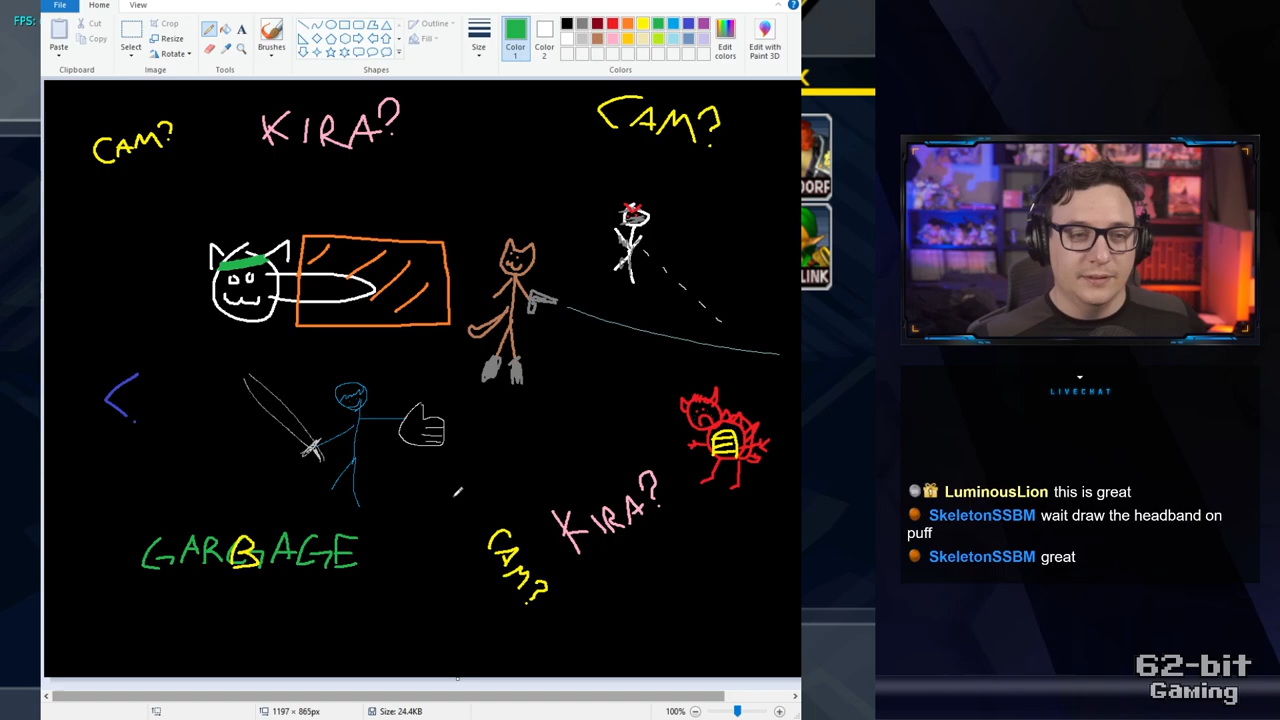 FPS:
File
Home
View
Paste
Cut
Copy
Clipboard
Select
Crop
Resize
Rotate
Image
A
Tools
Brushes
Outline
Fill
Shapes
Size
Color
1
Color
2
Edit
colors
Colors
Edit with
Paint 3D
CAM?
KIRA?
CAM?
DORF
LINK
LIVECHAT
LuminousLion this is great
SkeletonSSBM wait draw the headband on
puff
SkeletonSSBM great
KIRA?
GARBAGE
CAM?
62-bit
Gaming
1197 × 865px
Size: 24.4KB
100%